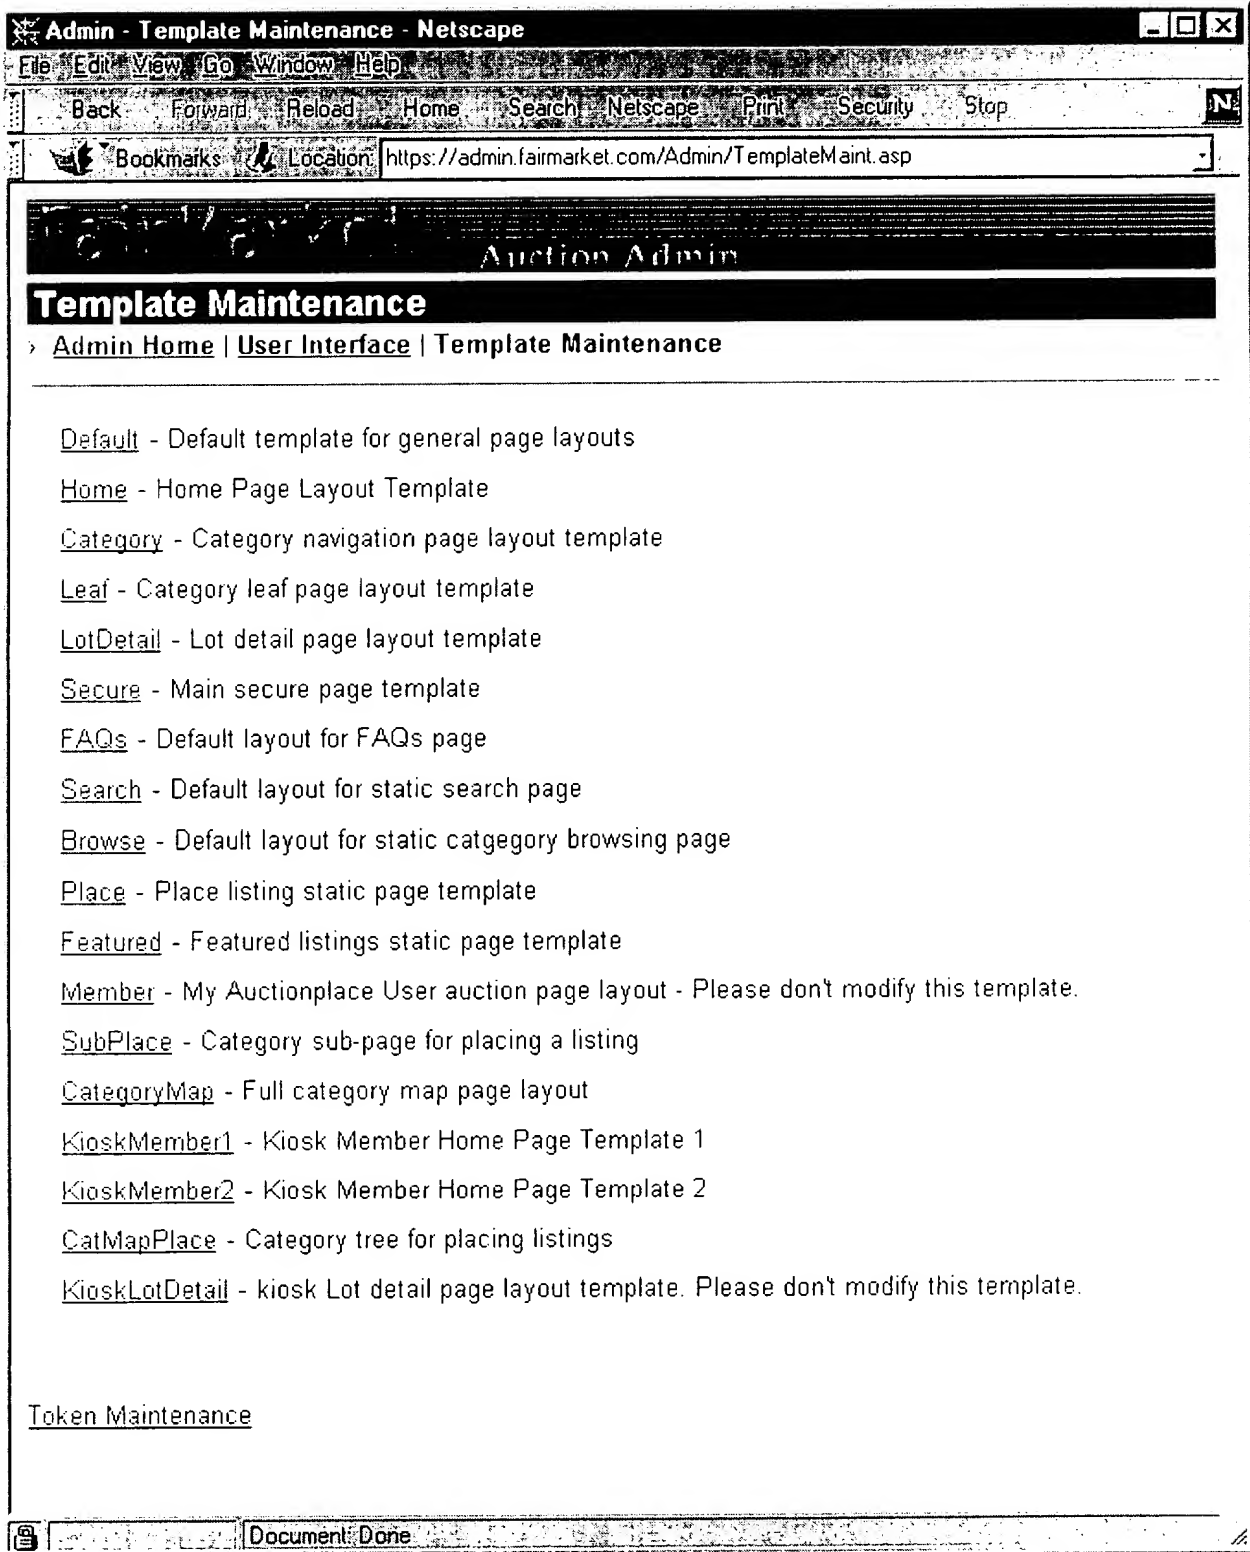 Admin - Template Maintenance - Netscape
File Edit View Go Window Help
Back Forward Reload Home Search Netscape Print Security Stop
N
Bookmarks Location: https://admin.fairmarket.com/Admin/TemplateMaint.asp
Auction Admin
Template Maintenance
› Admin Home | User Interface | Template Maintenance
Default - Default template for general page layouts
Home - Home Page Layout Template
Category - Category navigation page layout template
Leaf - Category leaf page layout template
LotDetail - Lot detail page layout template
Secure - Main secure page template
FAQs - Default layout for FAQs page
Search - Default layout for static search page
Browse - Default layout for static catgegory browsing page
Place - Place listing static page template
Featured - Featured listings static page template
Member - My Auctionplace User auction page layout - Please don't modify this template.
SubPlace - Category sub-page for placing a listing
CategoryMap - Full category map page layout
KioskMember1 - Kiosk Member Home Page Template 1
KioskMember2 - Kiosk Member Home Page Template 2
CatMapPlace - Category tree for placing listings
KioskLotDetail - kiosk Lot detail page layout template. Please don't modify this template.
Token Maintenance
Document: Done